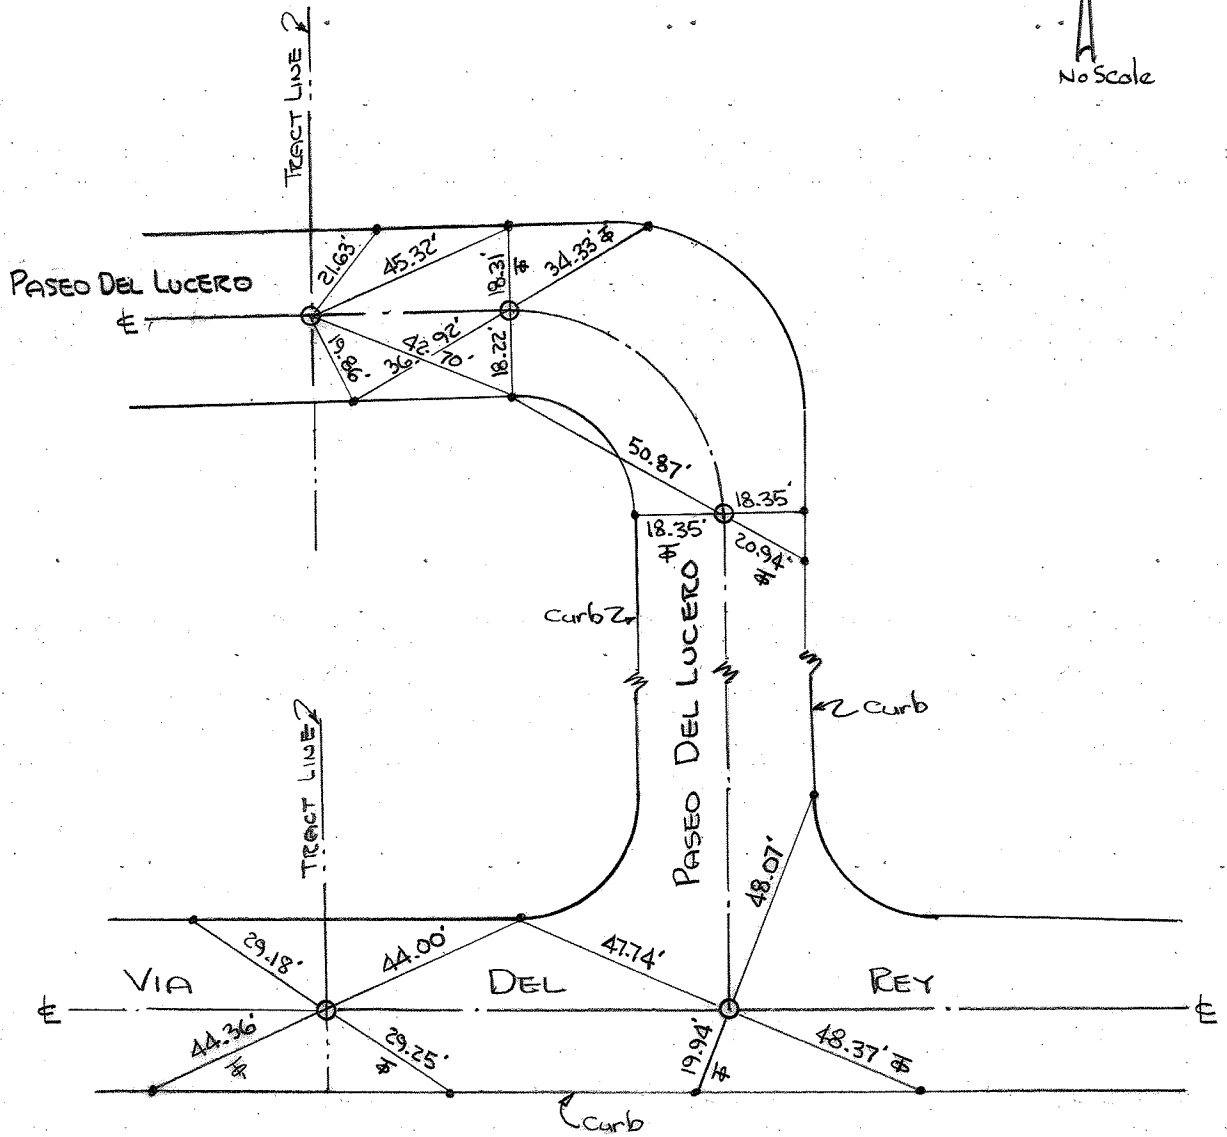 TRACT LINE
No Scale
PASEO DEL LUCERO
℄
21.63'
45.32'
18.31'
34.33'
19.86'
36.92'
42.70'
18.22'
50.87'
18.35'
18.35'
20.94'
curb
PASEO DEL LUCERO
curb
TRACT LINE
48.07'
29.18'
44.00'
47.74'
VIA DEL REY
℄
℄
44.36'
29.25'
19.94'
48.37'
curb